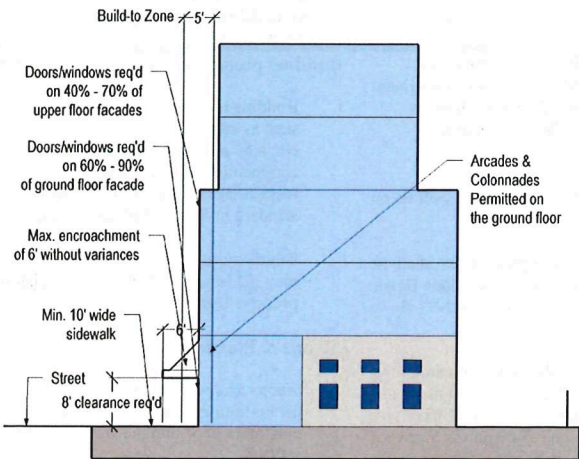 Build-to Zone
5'
Doors/windows req'd
on 40% - 70% of
upper floor facades
Doors/windows req'd
on 60% - 90%
of ground floor facade
Arcades &
Colonnades
Permitted on
the ground floor
Max. encroachment
of 6' without variances
Min. 10' wide
sidewalk
6'
Street
8' clearance req'd